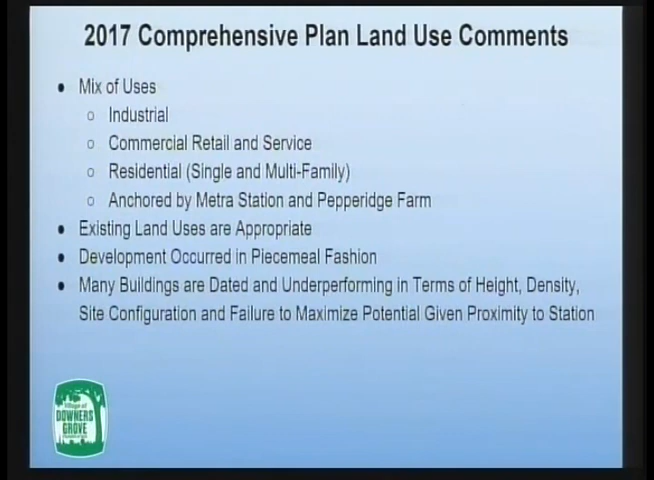 2017 Comprehensive Plan Land Use Comments
• Mix of Uses
o Industrial
o Commercial Retail and Service
o Residential (Single and Multi-Family)
o Anchored by Metra Station and Pepperidge Farm
• Existing Land Uses are Appropriate
• Development Occurred in Piecemeal Fashion
• Many Buildings are Dated and Underperforming in Terms of Height, Density,
Site Configuration and Failure to Maximize Potential Given Proximity to Station
Village of
DOWNERS
GROVE